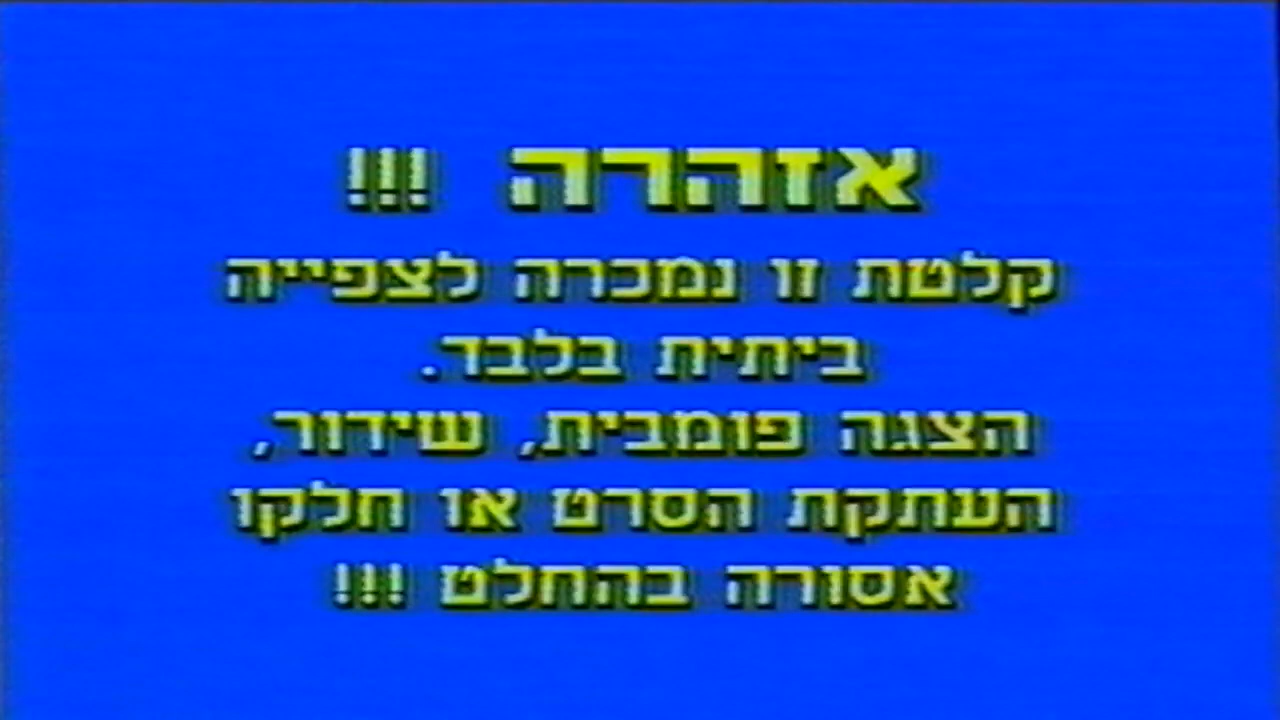 אזהרה !!!
קלטת זו נמכרה לצפייה
ביתית בלבד.
הצגה פומבית, שידור,
העתקת הסרט או חלקו
אסורה בהחלט !!!